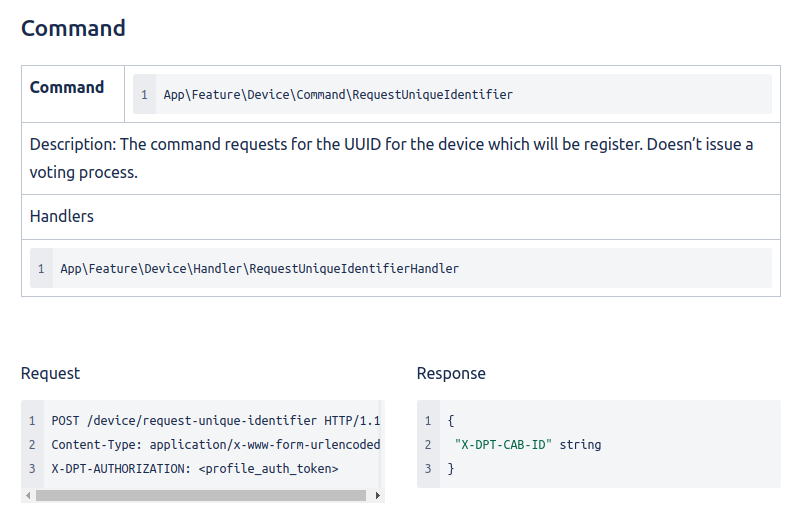 Command
Command
1 App\Feature\Device\Command\RequestUniqueIdentifier
Description: The command requests for the UUID for the device which will be register. Doesn’t issue a
voting process.
Handlers
1 App\Feature\Device\Handler\RequestUniqueIdentifierHandler
Request
1 POST /device/request-unique-identifier HTTP/1.1
2 Content-Type: application/x-www-form-urlencoded
3 X-DPT-AUTHORIZATION: <profile_auth_token>
Response
1 {
2 "X-DPT-CAB-ID" string
3 }